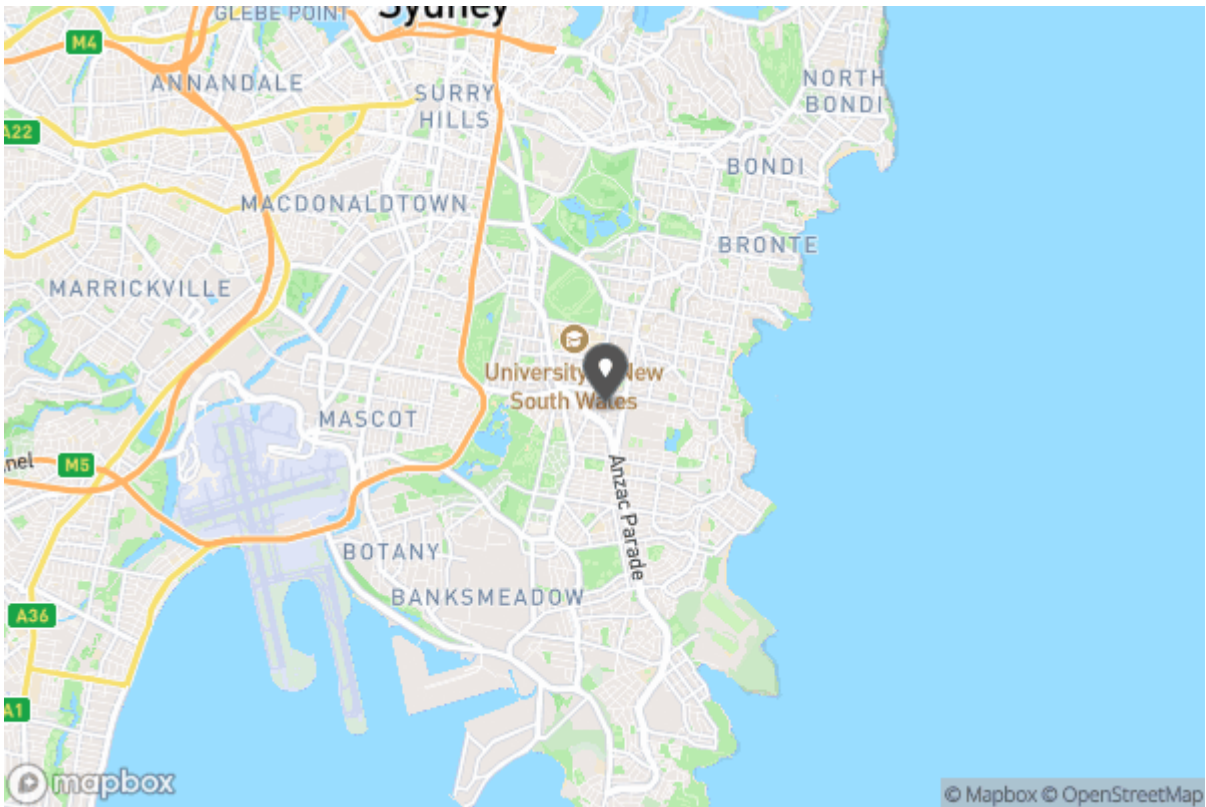 GLEBE POINT
Sydney
M4
ANNANDALE
NORTH
BONDI
SURRY
HILLS
A22
BONDI
MACDONALDTOWN
BRONTE
MARRICKVILLE
University
New
South Wales
MASCOT
nel
M5
Anzac Parade
BOTANY
BANKSMEADOW
A36
A1
mapbox
© Mapbox © OpenStreetMap